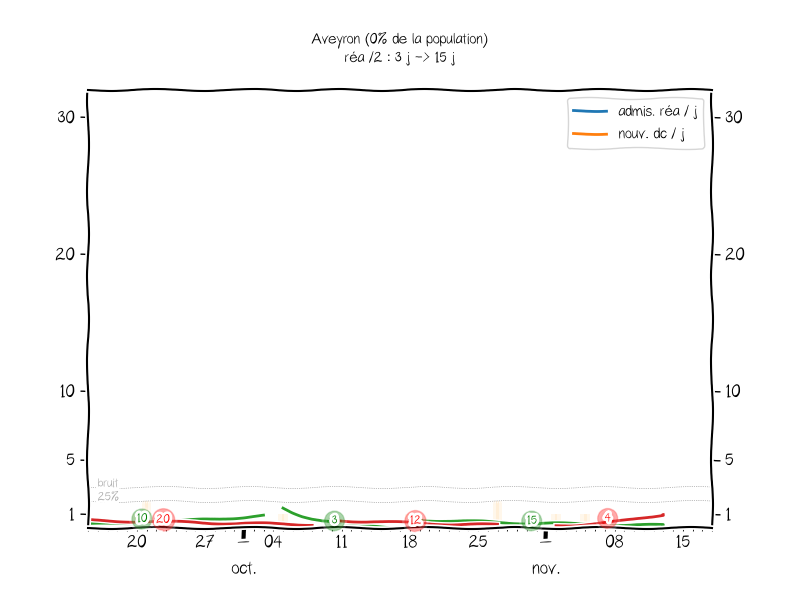 Aveyron (0% de la population)
réa /2 : 3 j -> 15 j
admis. réa / j
nouv. dc / j
30 30
20 20
10 10
5 5
bruit
25%
1 1
10 20 3 12 15 4
20 27 04 11 18 25 08 15
oct. nov.